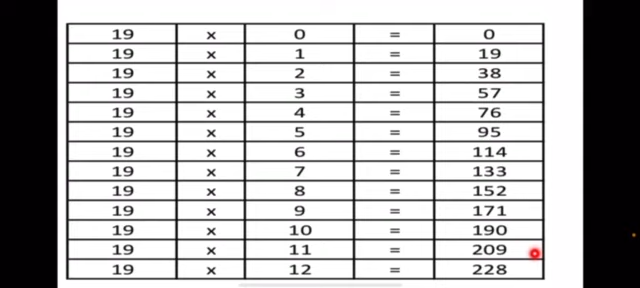 19 x 0 = 0
19 x 1 = 19
19 x 2 = 38
19 x 3 = 57
19 x 4 = 76
19 x 5 = 95
19 x 6 = 114
19 x 7 = 133
19 x 8 = 152
19 x 9 = 171
19 x 10 = 190
19 x 11 = 209
19 x 12 = 228